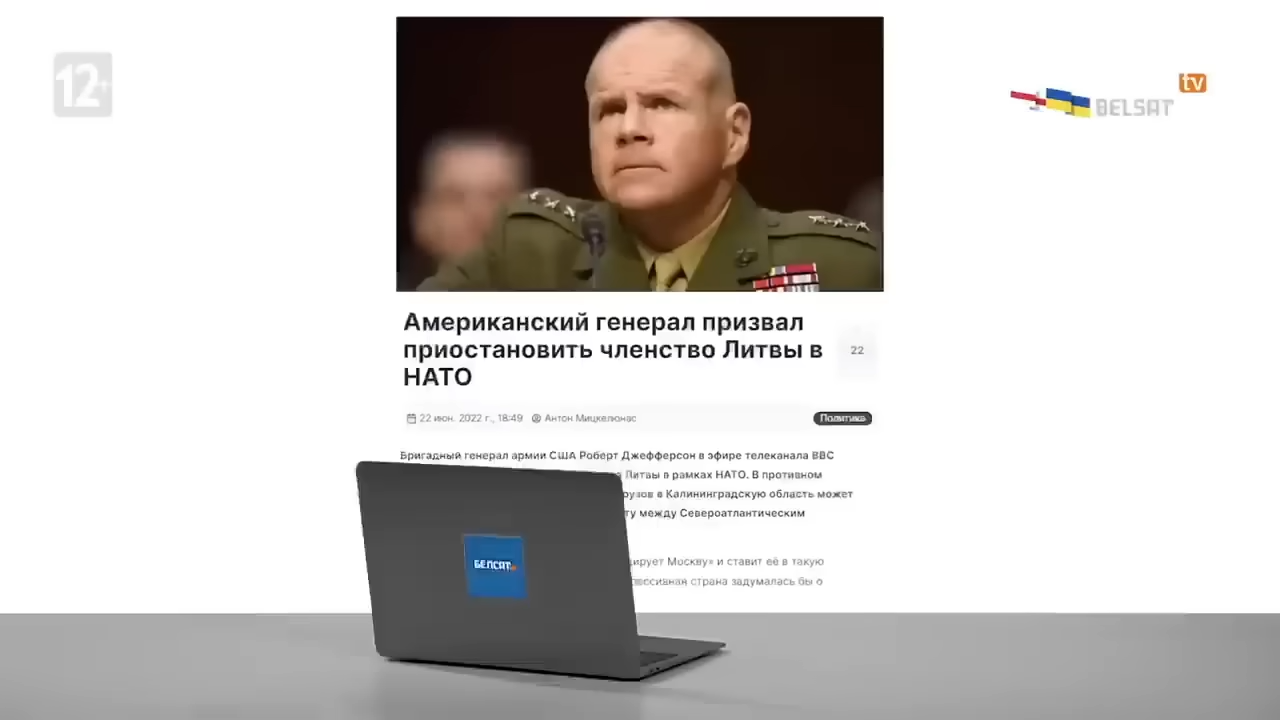 12+
tv
BELSAT
Американский генерал призвал
приостановить членство Литвы в
НАТО
22
22 июн. 2022 г., 18:49 Антон Мицкелюнас
Политика
Бригадный генерал армии США Роберт Джефферсон в эфире телеканала BBC
Литвы в рамках НАТО. В противном
в Калининградскую область может
между Североатлантическим
Москву» и ставит её в такую
страна задумалась бы о
БЕЛСАТ